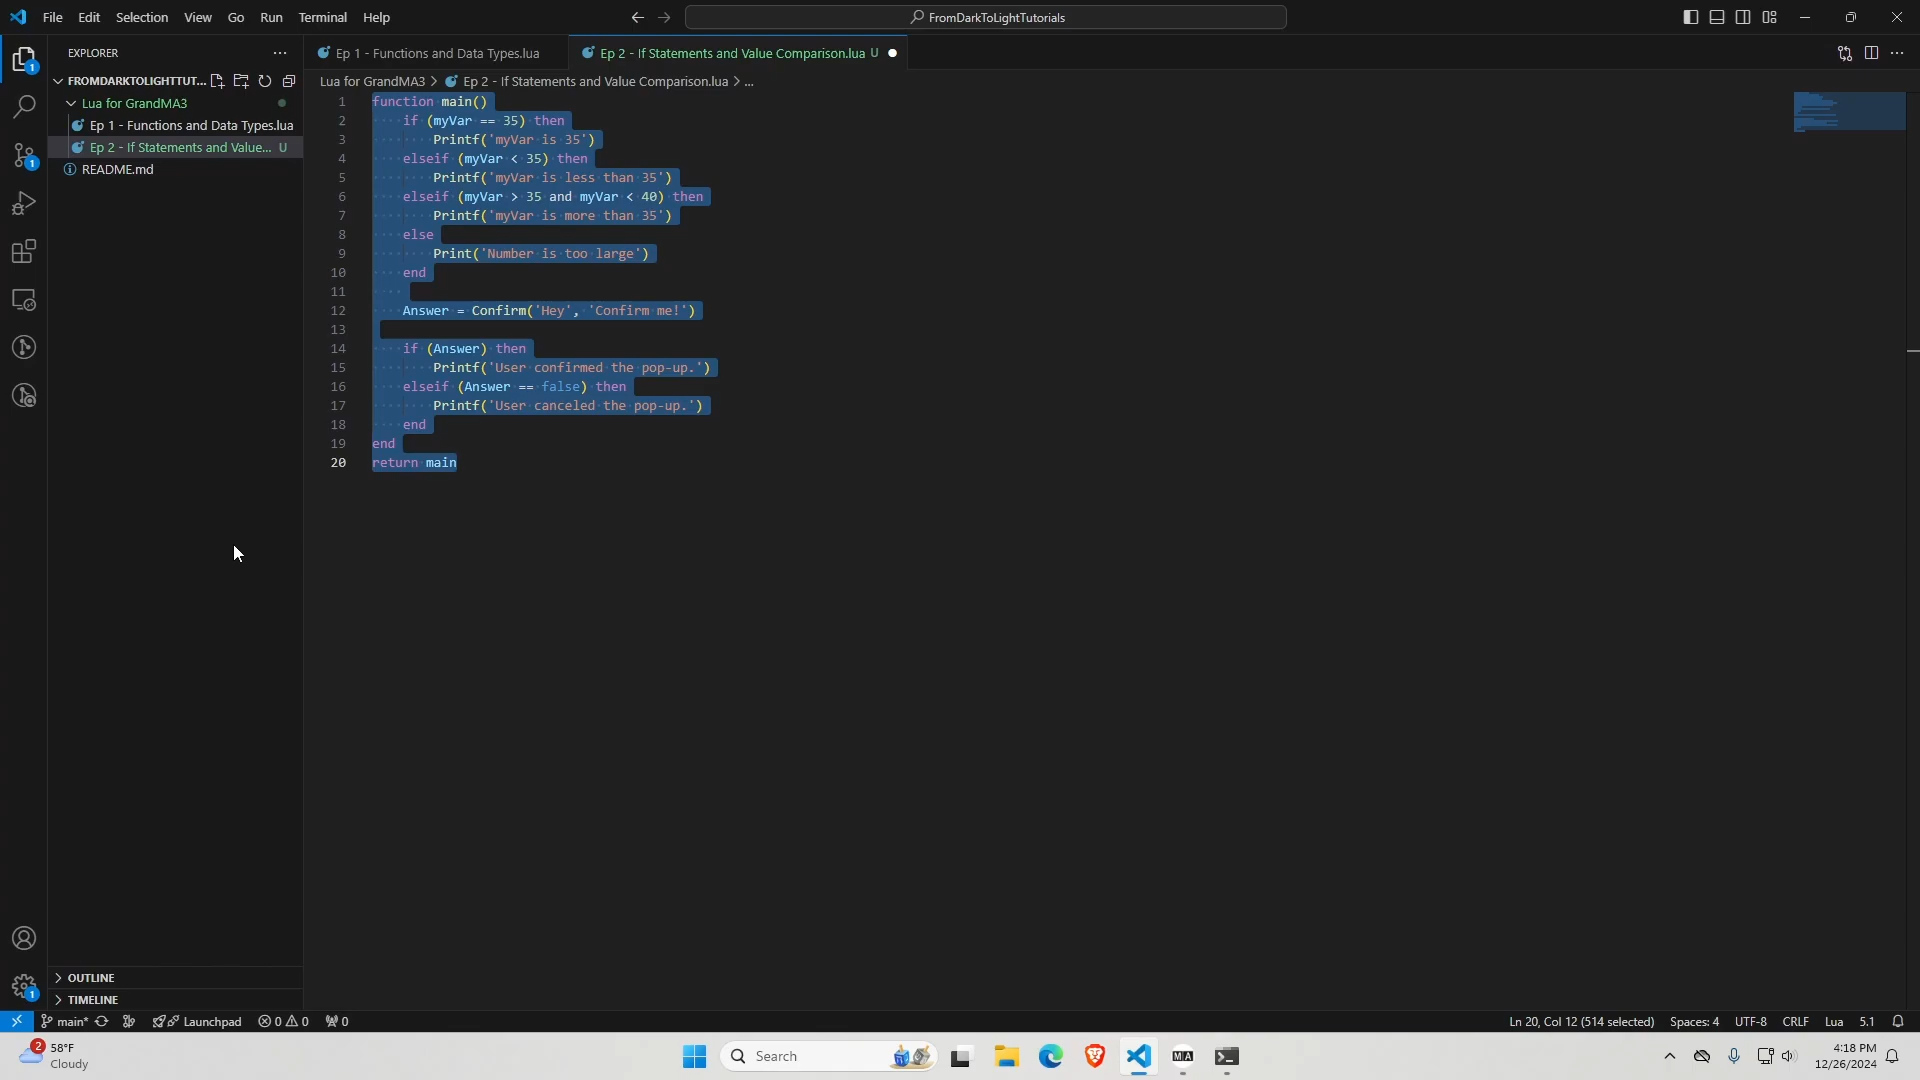 File Edit Selection View Go Run Terminal Help
FromDarkToLightTutorials
EXPLORER
FROMDARKTOLIGHTTUT...
Lua for GrandMA3
Ep 1 - Functions and Data Types.lua
Ep 2 - If Statements and Value... U
README.md
OUTLINE
TIMELINE
Ep 1 - Functions and Data Types.lua
Ep 2 - If Statements and Value Comparison.lua U
Lua for GrandMA3 > Ep 2 - If Statements and Value Comparison.lua > ...
1 function main()
2 if (myVar == 35) then
3 Printf('myVar is 35')
4 elseif (myVar < 35) then
5 Printf('myVar is less than 35')
6 elseif (myVar > 35 and myVar < 40) then
7 Printf('myVar is more than 35')
8 else
9 Print('Number is too large')
10 end
11
12 Answer = Confirm('Hey', 'Confirm me!')
13
14 if (Answer) then
15 Printf('User confirmed the pop-up.')
16 elseif (Answer == false) then
17 Printf('User canceled the pop-up.')
18 end
19 end
20 return main
1
1
1
main* Launchpad 0 0 0
Ln 20, Col 12 (514 selected) Spaces: 4 UTF-8 CRLF Lua 5.1
2
58°F
Cloudy
Search
MA
4:18 PM
12/26/2024